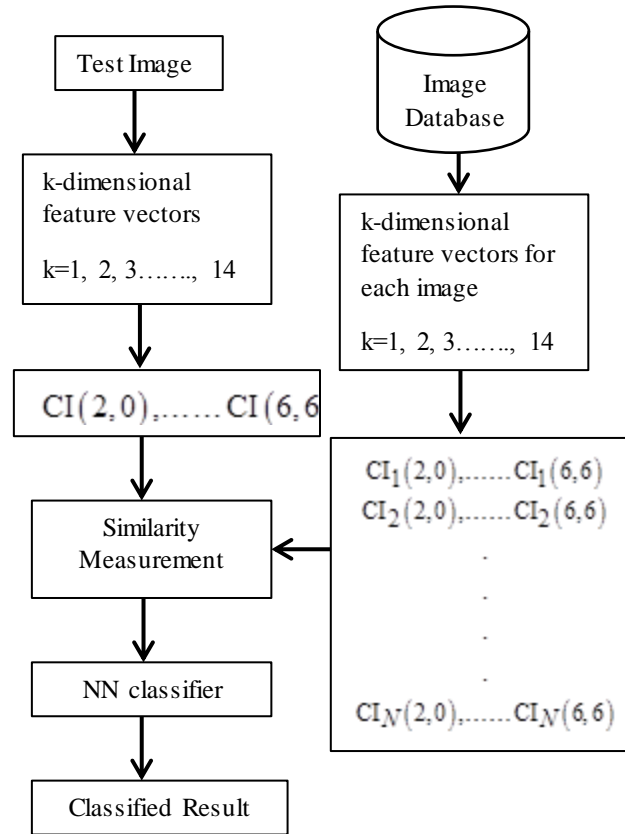 Test Image
k-dimensional
feature vectors
k=1, 2, 3……., 14
CI(2,0),…… CI(6,6
Similarity
Measurement
NN classifier
Classified Result
Image
Database
k-dimensional
feature vectors for
each image
k=1, 2, 3……., 14
CI₁(2,0),……CI₁(6,6)
CI₂(2,0),……CI₂(6,6)
.
.
.
.
CI_N(2,0),……CI_N(6,6)